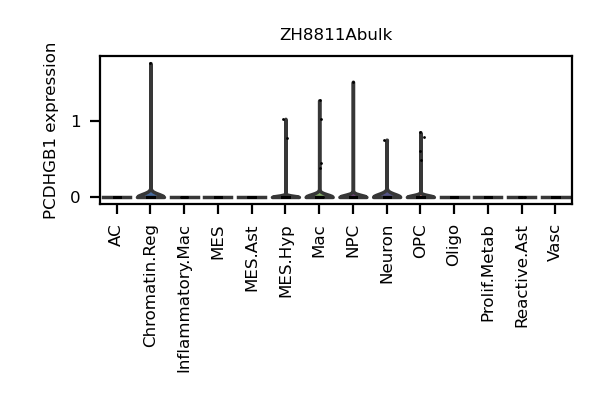 ZH8811Abulk
PCDHGB1 expression
1
0
AC
Chromatin.Reg
Inflammatory.Mac
MES
MES.Ast
MES.Hyp
Mac
NPC
Neuron
OPC
Oligo
Prolif.Metab
Reactive.Ast
Vasc